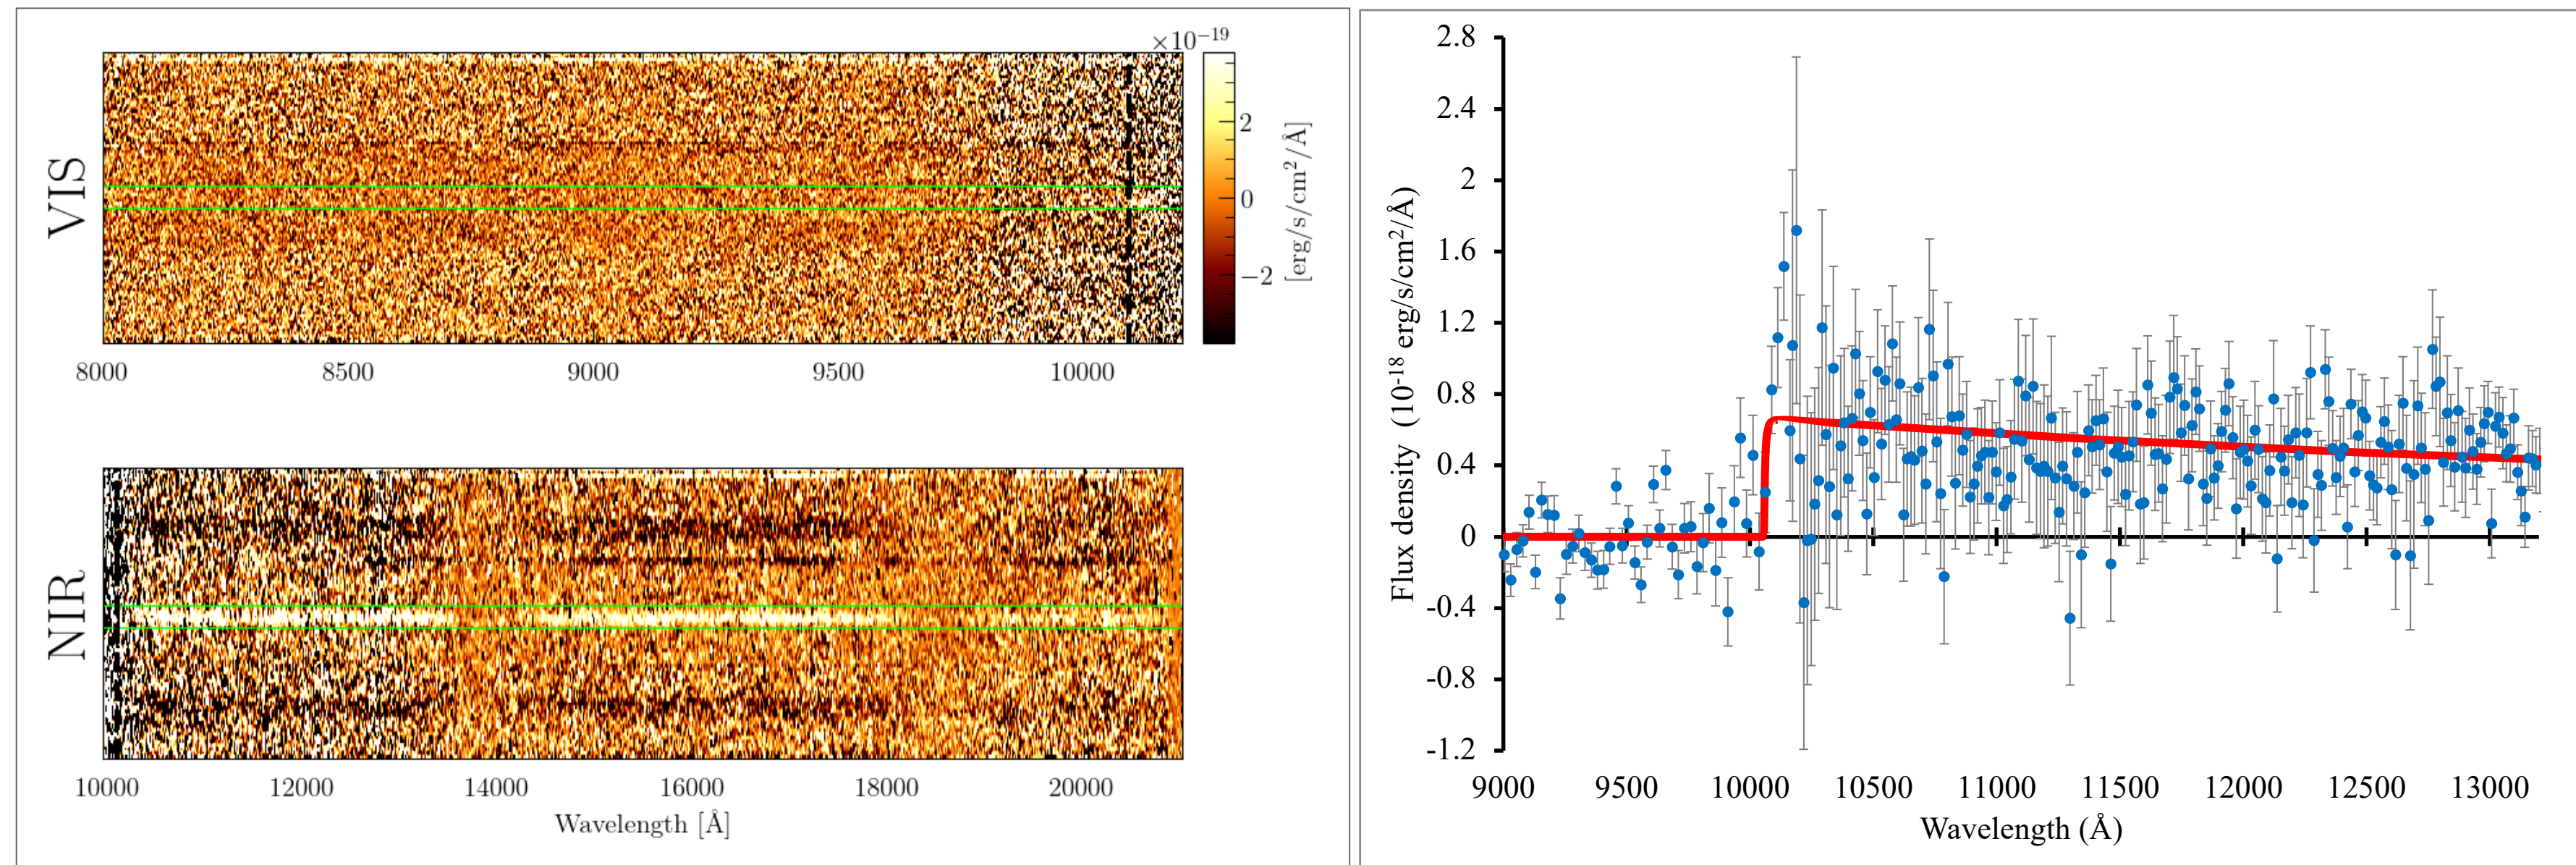 ×10⁻¹⁹
VIS
2
0
−2
[erg/s/cm²/Å]
8000 8500 9000 9500 10000
NIR
10000 12000 14000 16000 18000 20000
Wavelength [Å]
2.8
2.4
2
1.6
1.2
0.8
0.4
0
-0.4
-0.8
-1.2
Flux density (10⁻¹⁸ erg/s/cm²/Å)
9000 9500 10000 10500 11000 11500 12000 12500 13000
Wavelength (Å)